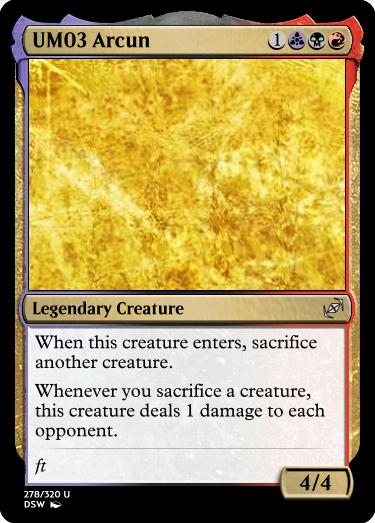 UM03 Arcun 1
Legendary Creature
When this creature enters, sacrifice
another creature.
Whenever you sacrifice a creature,
this creature deals 1 damage to each
opponent.
ft
4/4
278/320 U
DSW